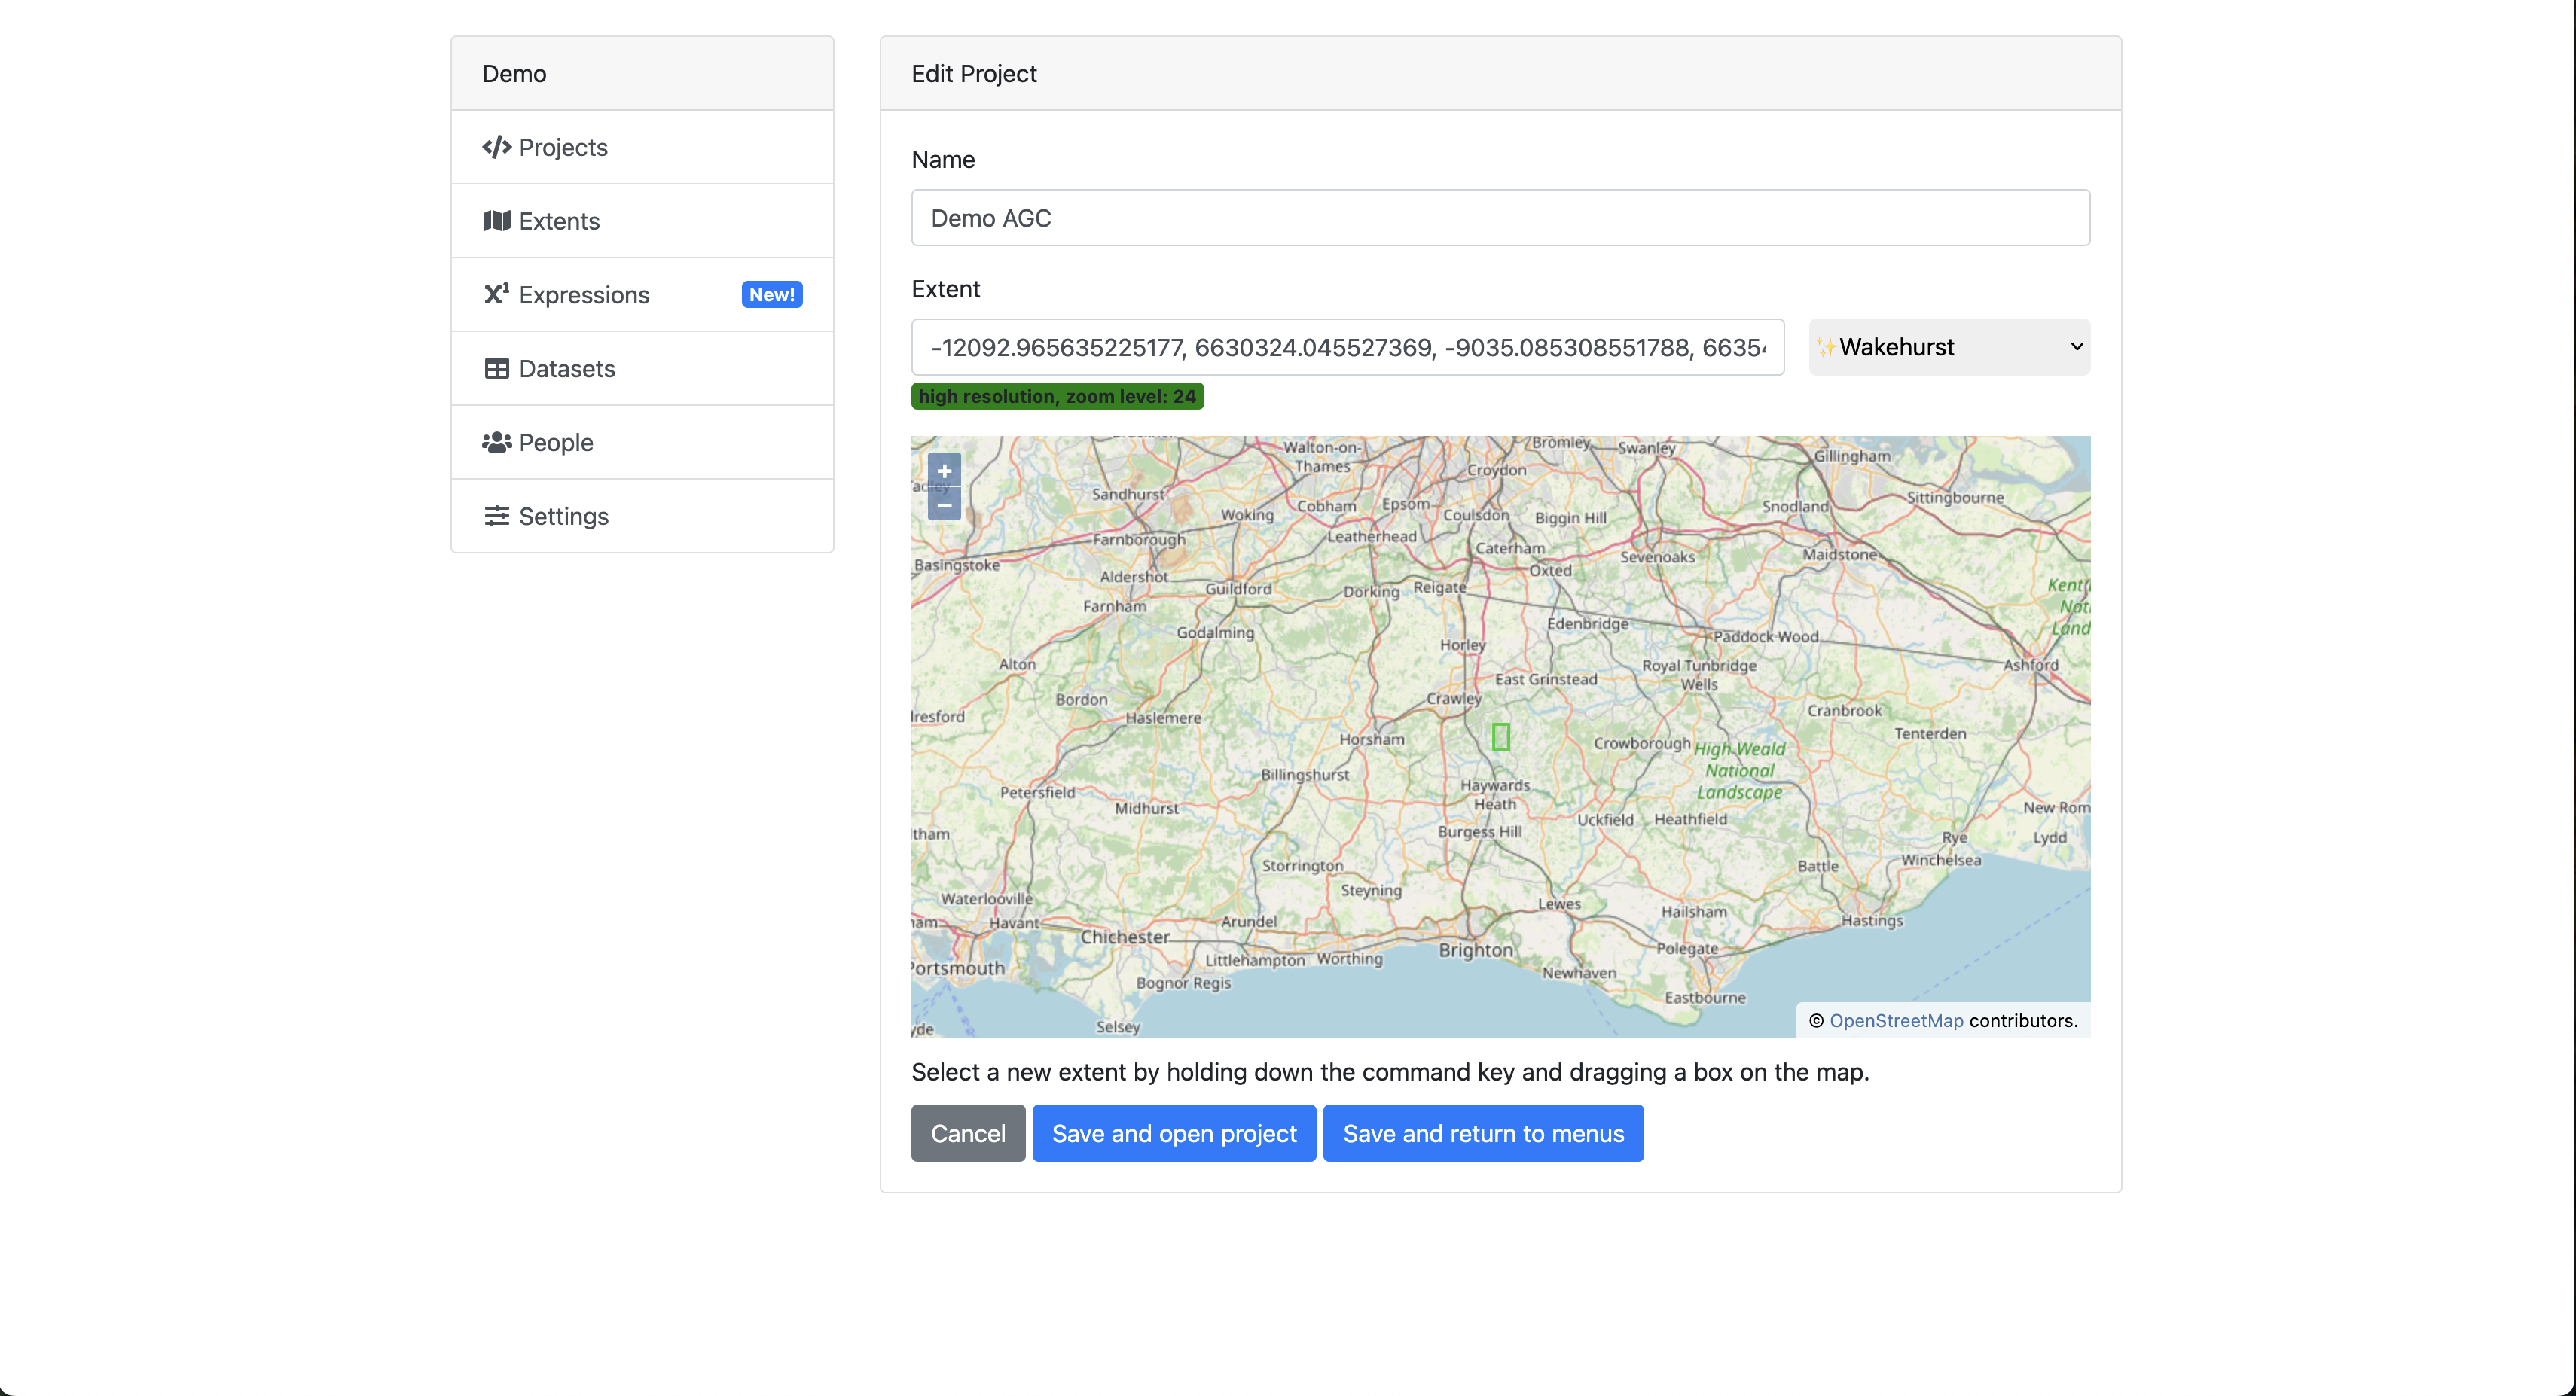 Demo
Projects
Extents
Expressions New!
Datasets
People
Settings
Edit Project
Name
Demo AGC
Extent
-12092.965635225177, 6630324.045527369, -9035.085308551788, 6635
✨Wakehurst
high resolution, zoom level: 24
+
−
Walton-on-
Thames
Bromley
Swanley
Gillingham
Croydon
Sandhurst
Sittingbourne
Woking
Cobham
Epsom
Coulsdon
Biggin Hill
Snodland
Farnborough
Leatherhead
Caterham
Sevenoaks
Maidstone
Basingstoke
Aldershot
Oxted
Guildford
Dorking
Reigate
Kent
Nat
Land
Farnham
Godalming
Edenbridge
Paddock Wood
Horley
Alton
Royal Tunbridge
Wells
Ashford
East Grinstead
Bordon
Crawley
lresford
Haslemere
Cranbrook
Horsham
Crowborough
Tenterden
High Weald
National
Landscape
Billingshurst
Haywards
Heath
Petersfield
Midhurst
Uckfield
Heathfield
New Rom
ltham
Burgess Hill
Rye
Lydd
Storrington
Battle
Winchelsea
Steyning
Waterlooville
Lewes
Hailsham
Havant
Arundel
Hastings
Chichester
Brighton
Polegate
Portsmouth
Littlehampton
Worthing
Newhaven
Bognor Regis
Eastbourne
Selsey
yde
© OpenStreetMap contributors.
Select a new extent by holding down the command key and dragging a box on the map.
Cancel
Save and open project
Save and return to menus